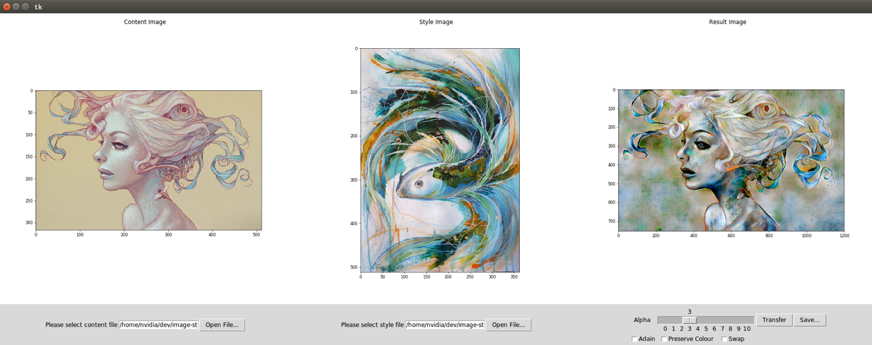 tk
Content Image
Style Image
Result Image
0
50
100
150
200
250
300
0 100 200 300 400 500
0
100
200
300
400
500
0 50 100 150 200 250 300 350
0
100
200
300
400
500
600
700
0 200 400 600 800 1000 1200
Please select content file /home/nvidia/dev/image-st Open File...
Please select style file /home/nvidia/dev/image-st Open File...
3
Alpha
0 1 2 3 4 5 6 7 8 9 10
Transfer Save...
Adain Preserve Colour Swap